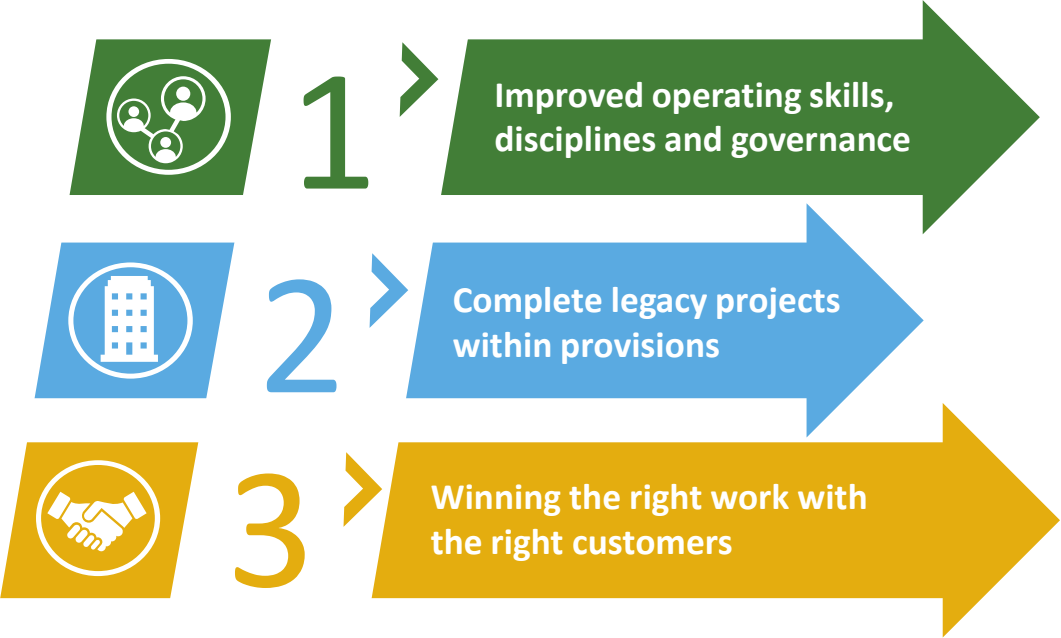 1
Improved operating skills,
disciplines and governance
2
Complete legacy projects
within provisions
3
Winning the right work with
the right customers